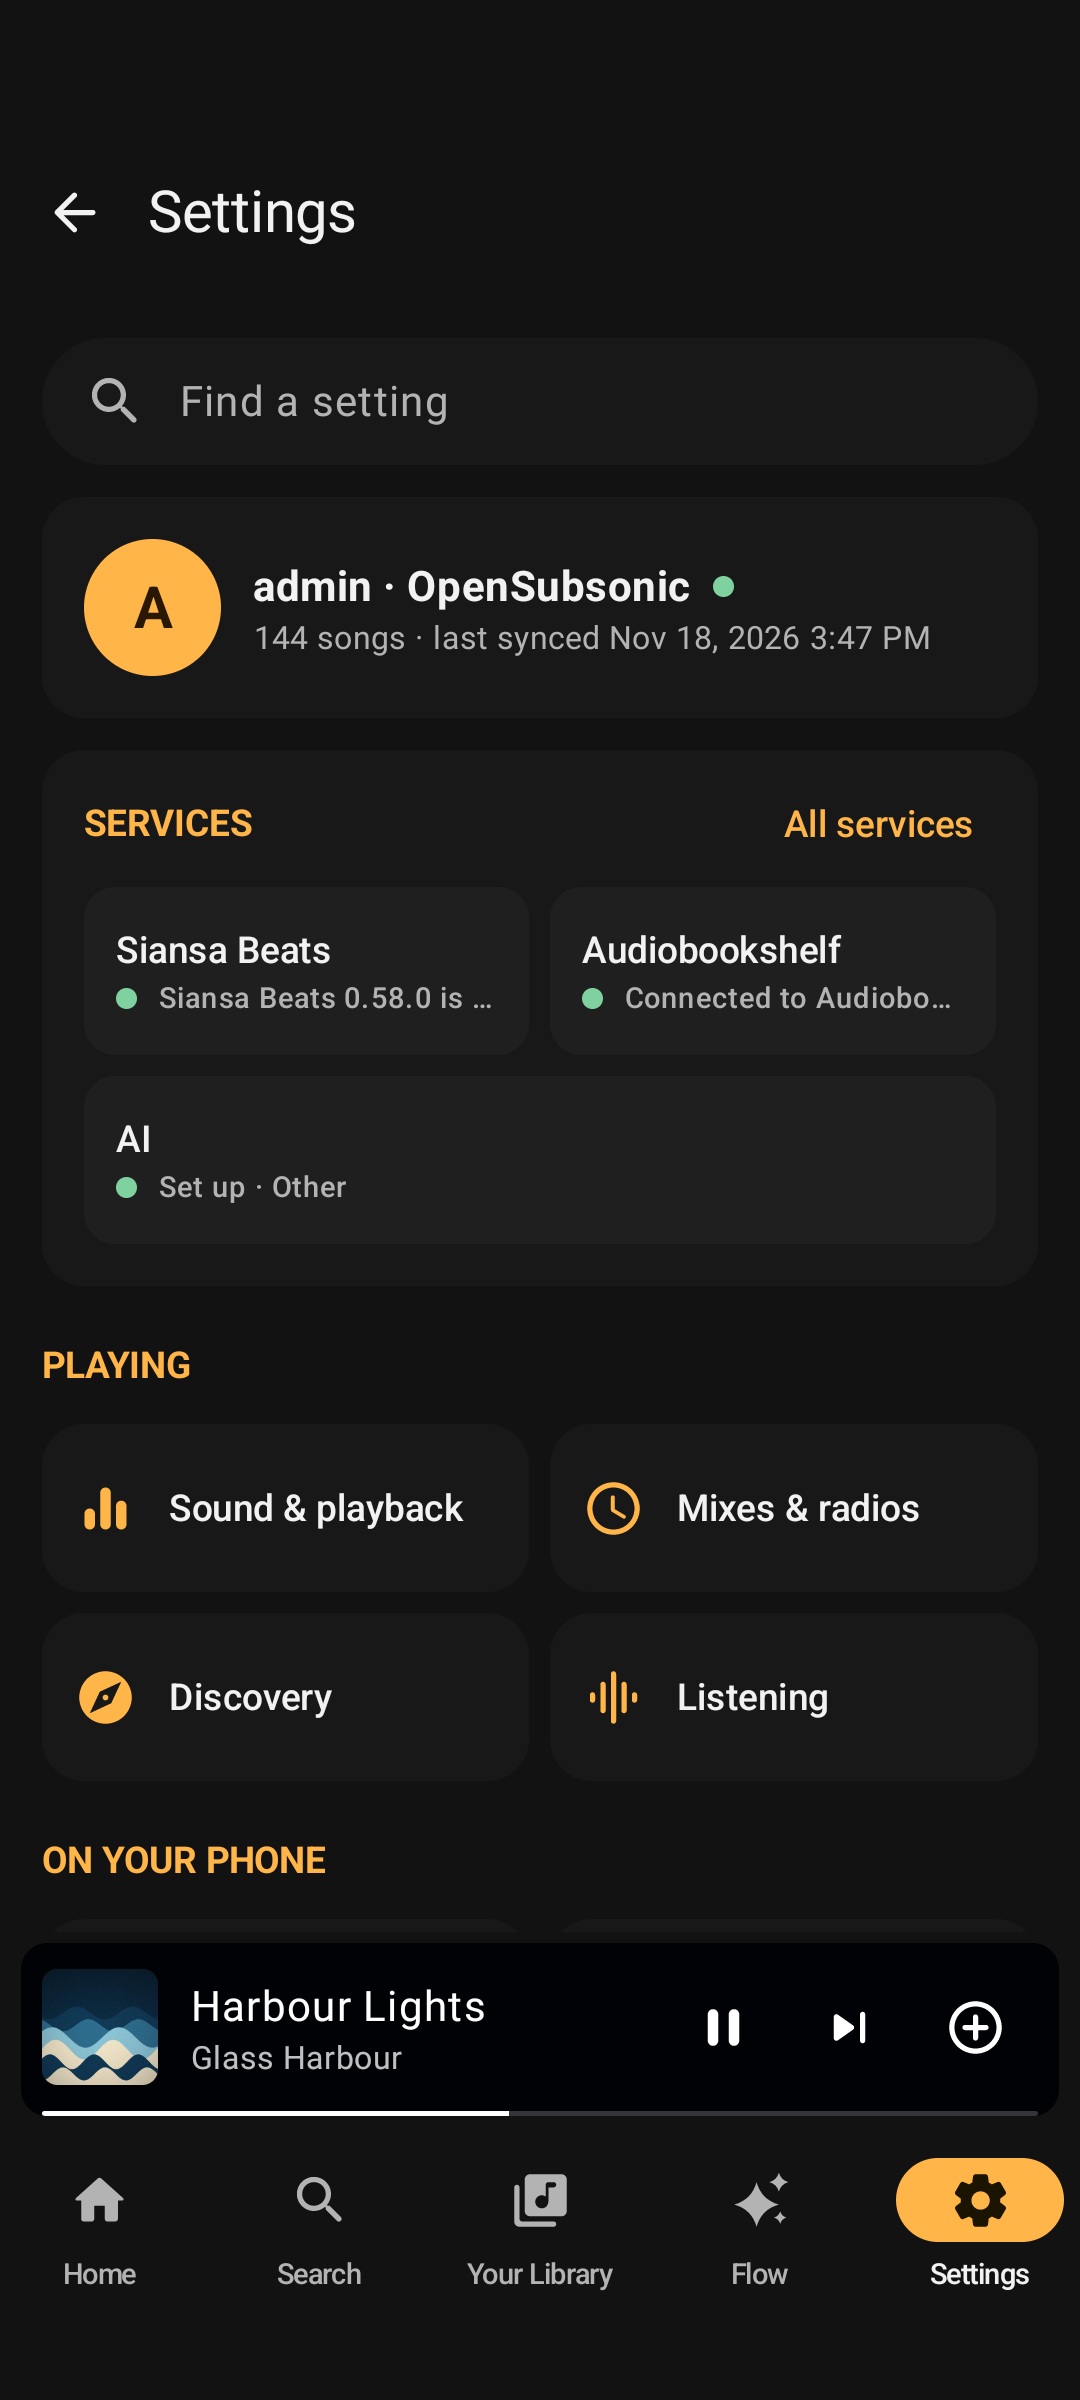 Settings
Find a setting
A
admin · OpenSubsonic
144 songs · last synced Nov 18, 2026 3:47 PM
SERVICES
All services
Siansa Beats
Siansa Beats 0.58.0 is ...
Audiobookshelf
Connected to Audiobo...
AI
Set up · Other
PLAYING
Sound & playback
Mixes & radios
Discovery
Listening
ON YOUR PHONE
Harbour Lights
Glass Harbour
Home
Search
Your Library
Flow
Settings